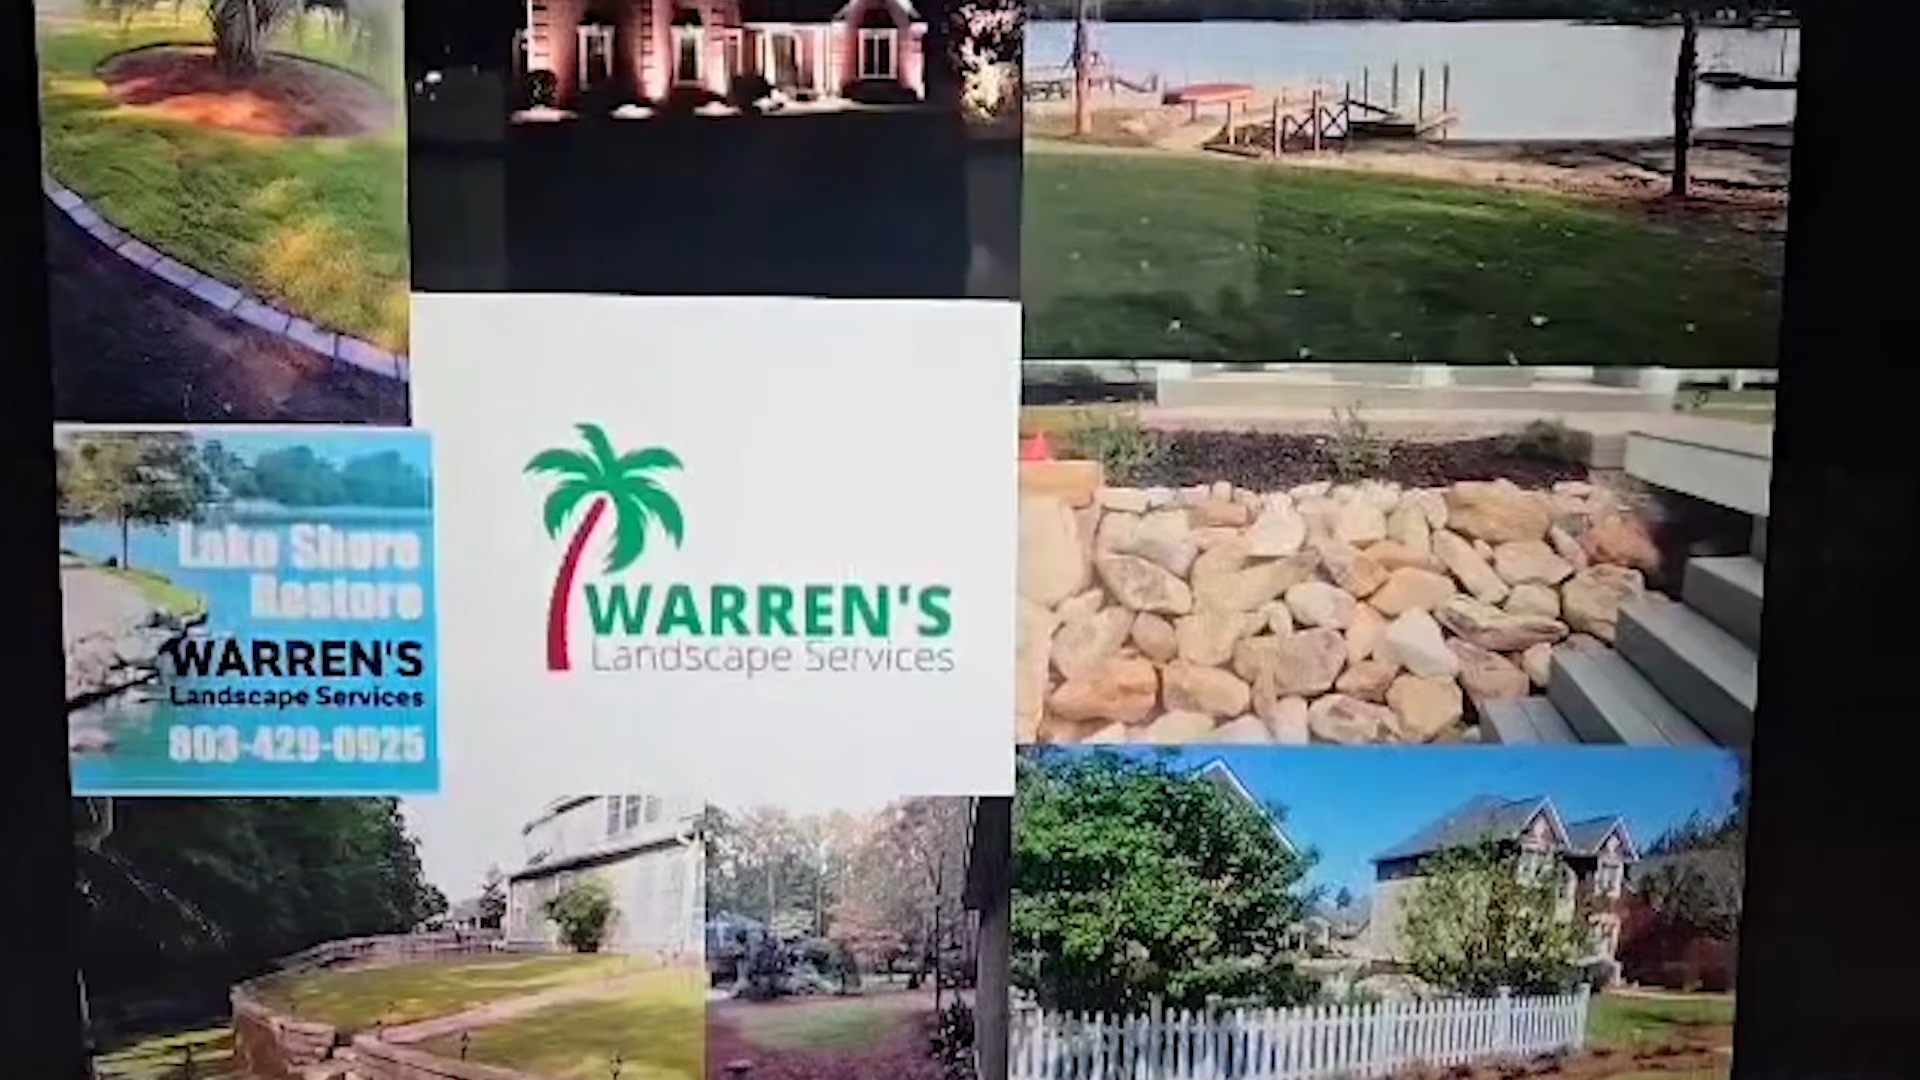 Lake Shore
Restore
WARREN'S
Landscape Services
803-429-0925
WARREN'S
Landscape Services